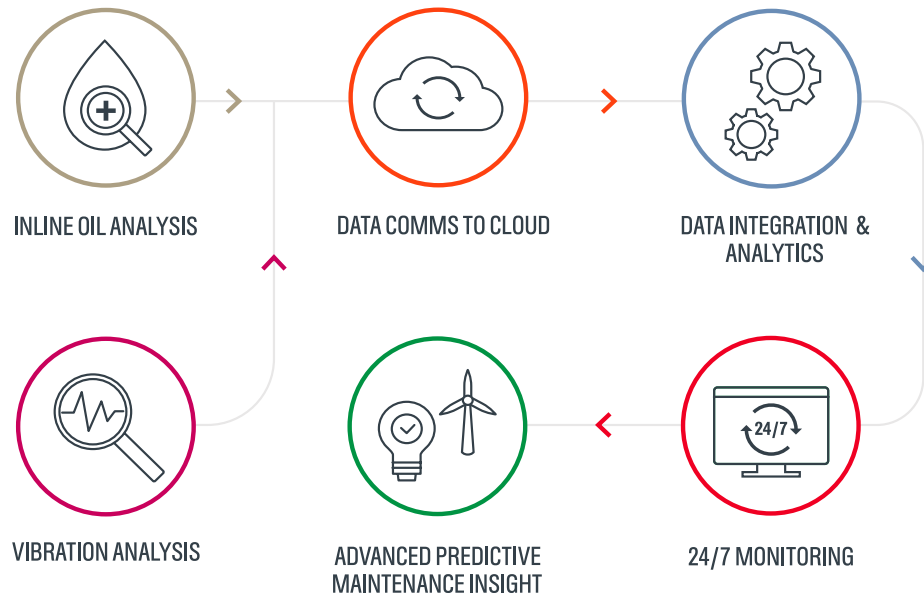 INLINE OIL ANALYSIS
DATA COMMS TO CLOUD
DATA INTEGRATION &
ANALYTICS
24/7
VIBRATION ANALYSIS
ADVANCED PREDICTIVE
MAINTENANCE INSIGHT
24/7 MONITORING